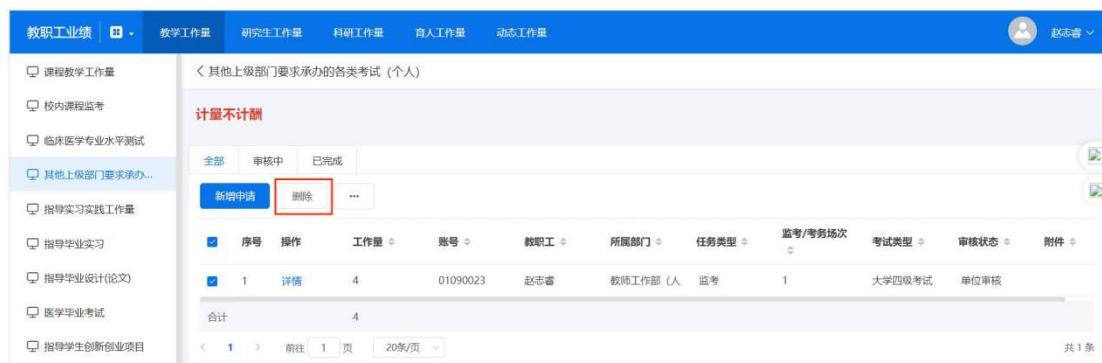 教职工业绩 教学工作量 研究生工作量 科研工作量 育人工作量 动态工作量 赵志睿
课程教学工作量
校内课程监考
临床医学专业水平测试
其他上级部门要求承办...
指导实习实践工作量
指导毕业实习
指导毕业设计(论文)
医学毕业考试
指导学生创新创业项目
< 其他上级部门要求承办的各类考试 (个人)
计量不计酬
全部 审核中 已完成
新增申请 删除 ...
序号 操作 工作量 账号 教职工 所属部门 任务类型 监考/考务场次 考试类型 审核状态 附件
1 详情 4 01090023 赵志睿 教师工作部 (人 监考 1 大学四级考试 单位审核
合计 4
< 1 > 前往 1 页 20条/页 共 1 条